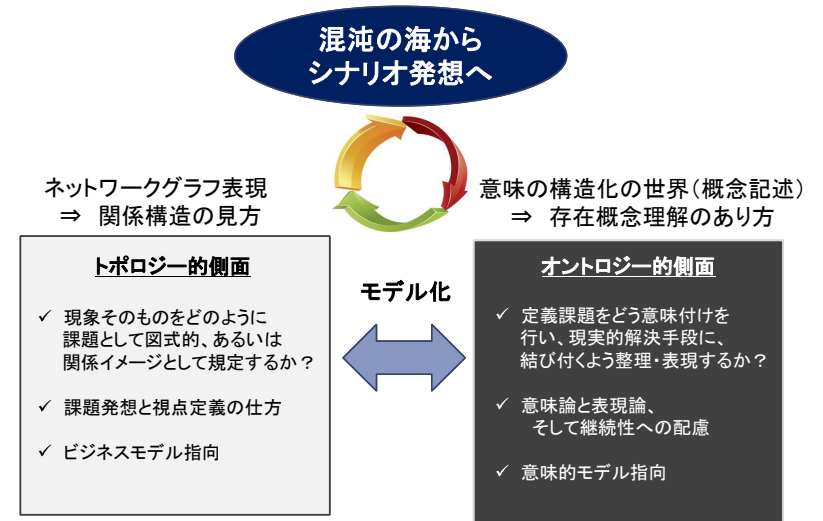 混沌の海から
シナリオ発想へ
ネットワークグラフ表現
⇒ 関係構造の見方
トポロジー的側面
✓ 現象そのものをどのように
課題として図式的、あるいは
関係イメージとして規定するか？
✓ 課題発想と視点定義の仕方
✓ ビジネスモデル指向
モデル化
意味の構造化の世界（概念記述）
⇒ 存在概念理解のあり方
オントロジー的側面
✓ 定義課題をどう意味付けを
行い、現実的解決手段に、
結び付くよう整理・表現するか？
✓ 意味論と表現論、
そして継続性への配慮
✓ 意味的モデル指向